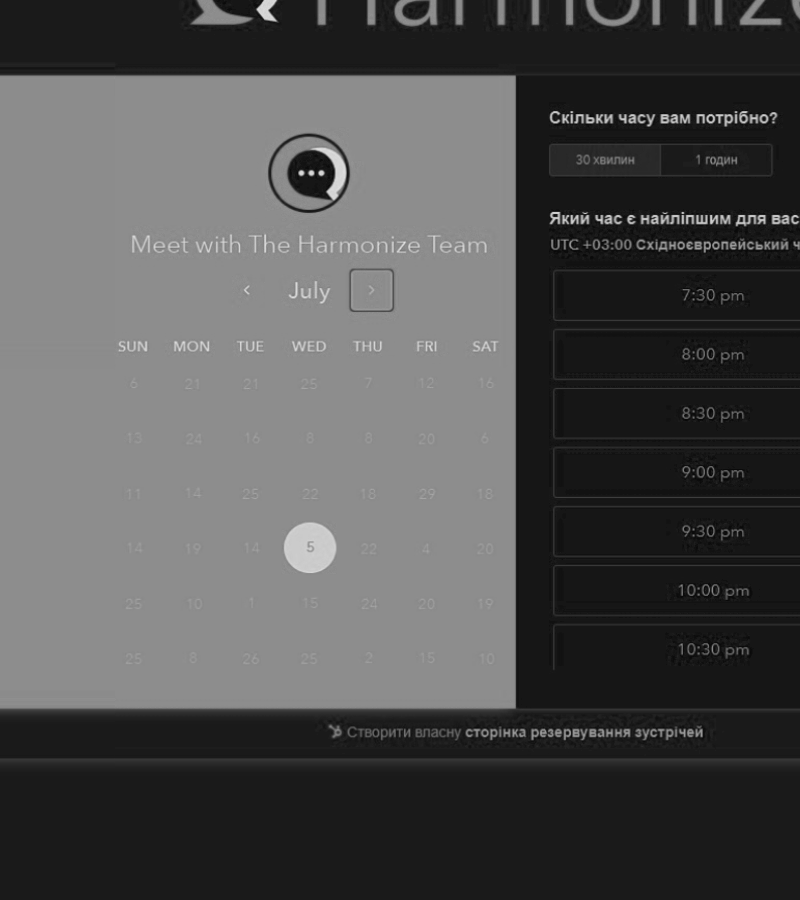 Harmonize
Meet with The Harmonize Team
July
SUN MON TUE WED THU FRI SAT
6 21 21 25 7 12 16
13 24 16 8 8 20 6
11 14 25 22 18 29 18
14 19 14 5 22 4 20
25 10 1 15 24 20 19
25 8 26 25 2 15 10
Скільки часу вам потрібно?
30 хвилин 1 годин
Який час є найліпшим для вас
UTC +03:00 Східноєвропейський ч
7:30 pm
8:00 pm
8:30 pm
9:00 pm
9:30 pm
10:00 pm
10:30 pm
Створити власну сторінка резервування зустрічей